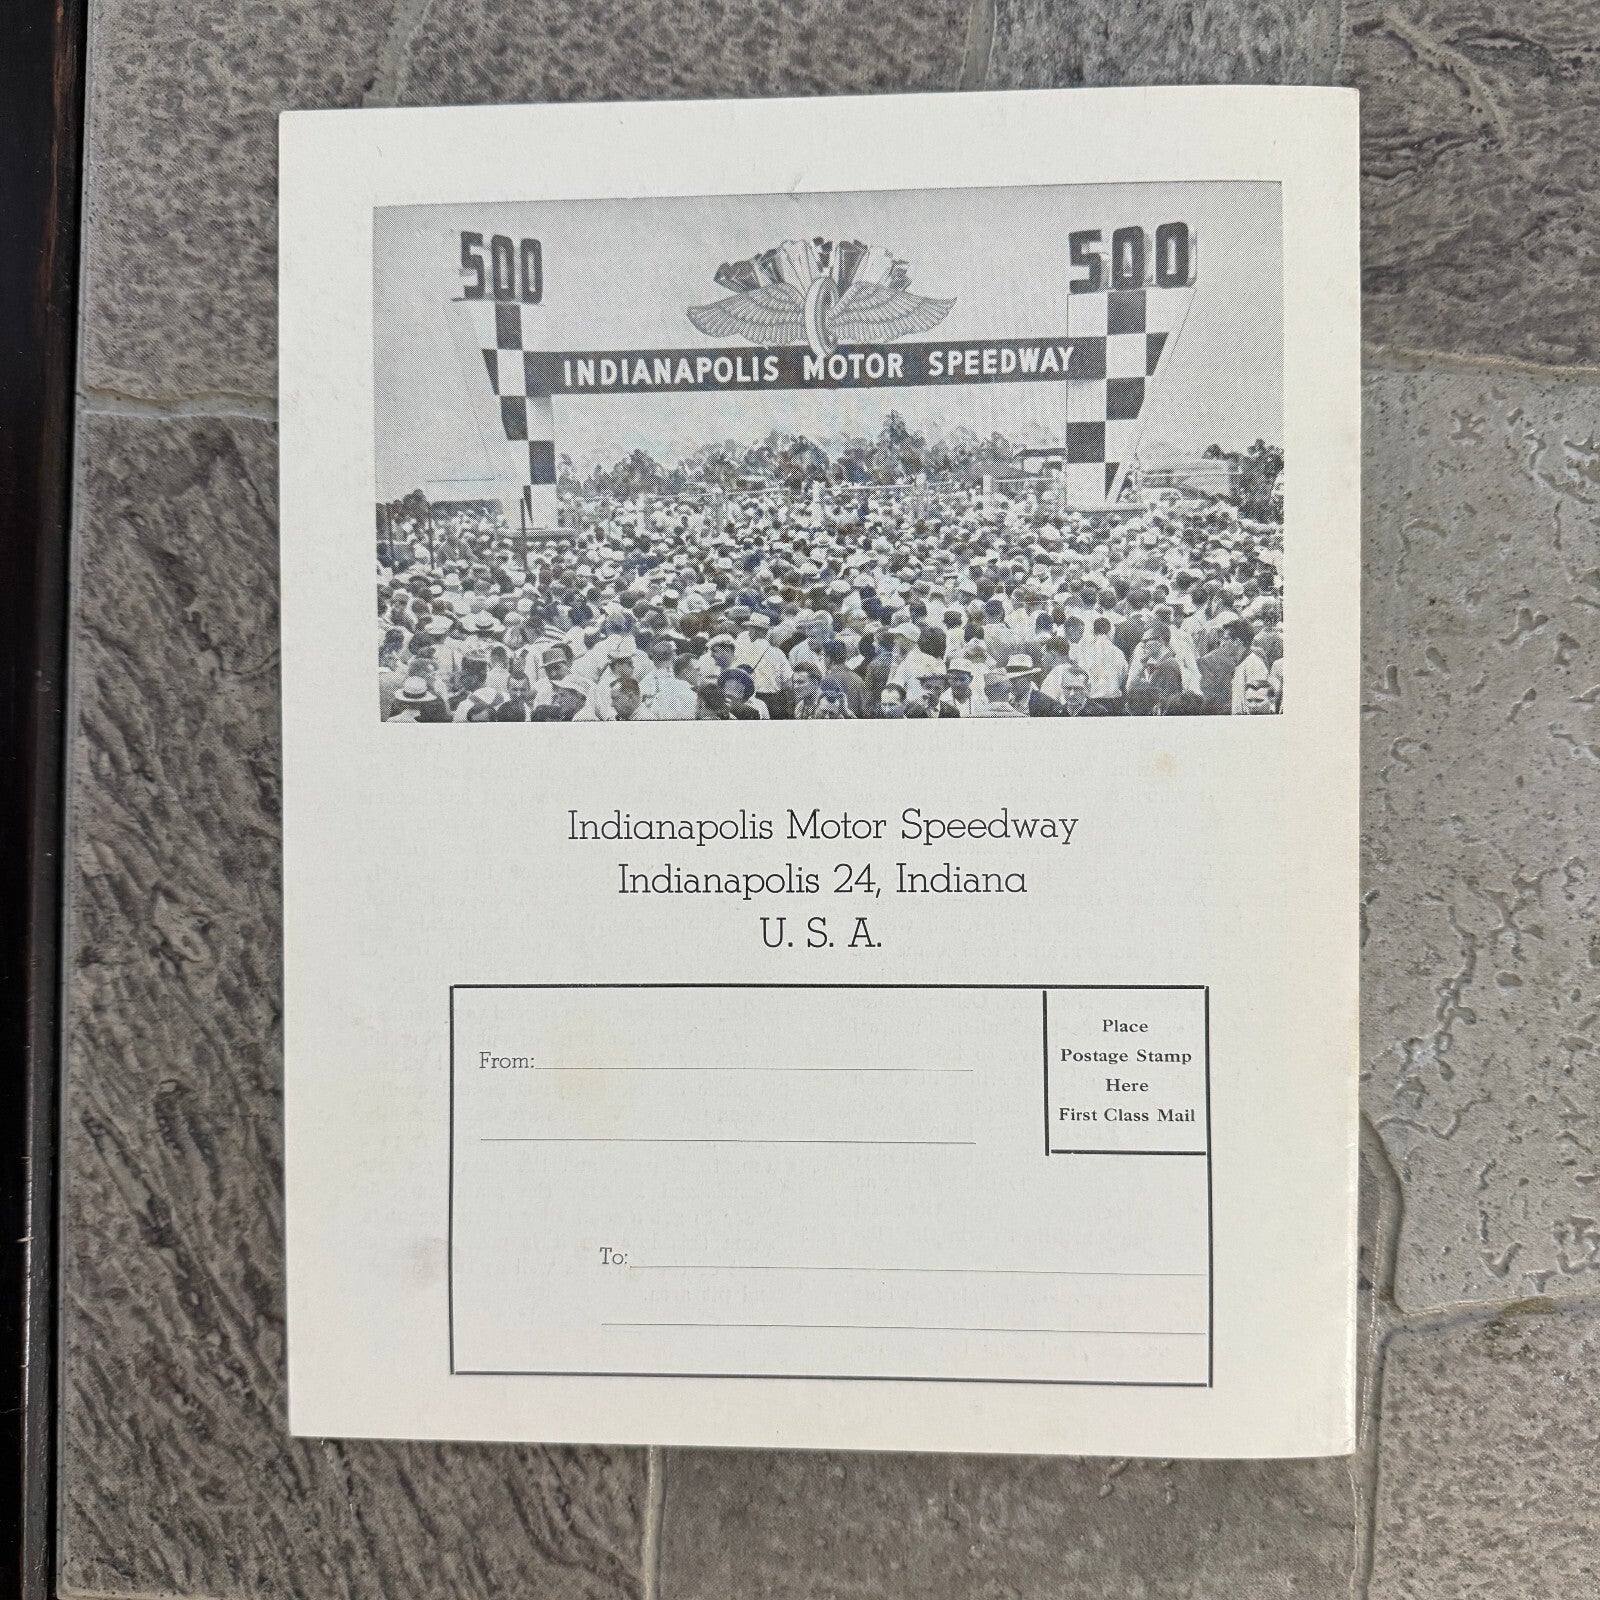 500
500
INDIANAPOLIS MOTOR SPEEDWAY
Indianapolis Motor Speedway
Indianapolis 24, Indiana
U. S. A.
Place
Postage Stamp
Here
First Class Mail
From:
To: